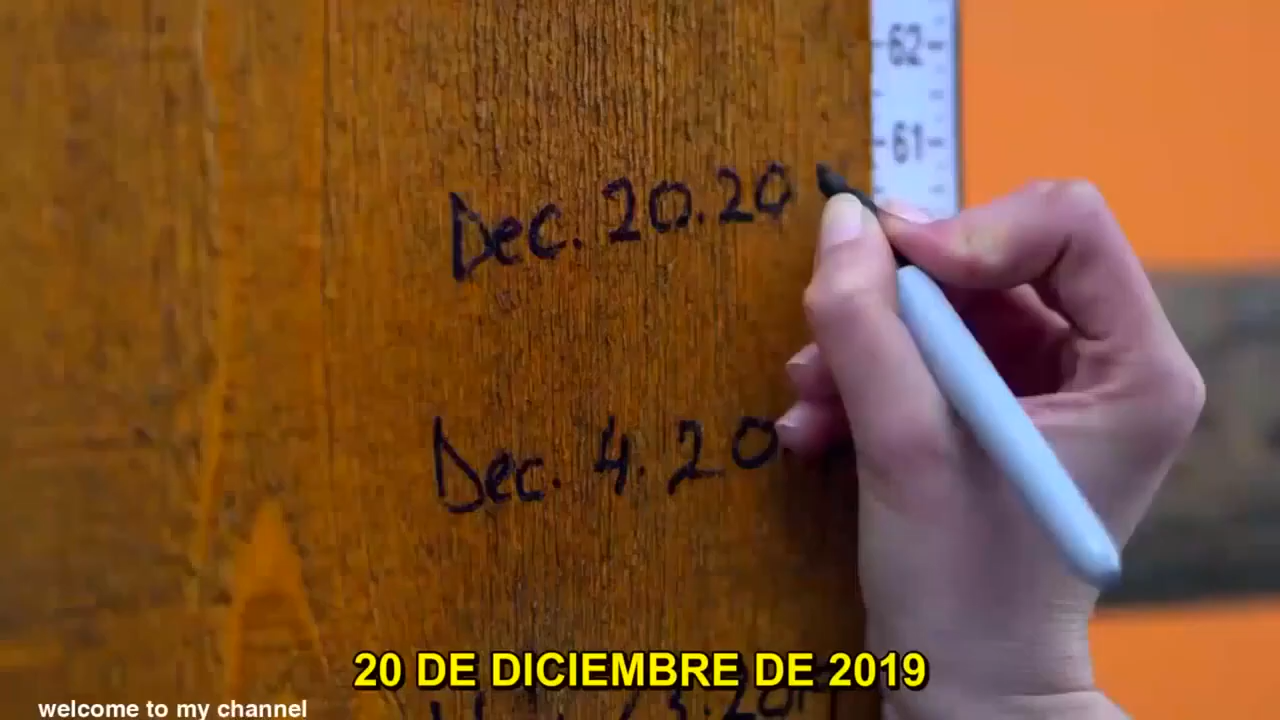 62
61
Dec. 20.20
Dec. 4.20
20 DE DICIEMBRE DE 2019
welcome to my channel